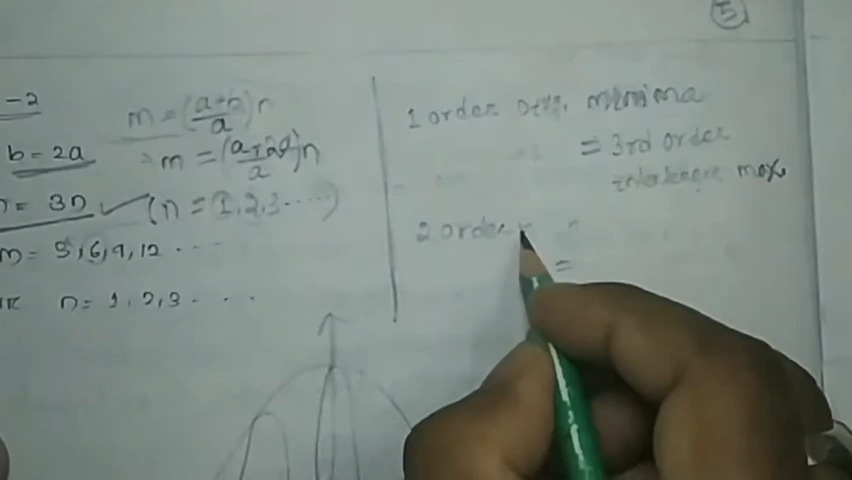 5
-2
m = (a+b/a) n
b = 2a
∴ m = (a+2a/a) n
= 3n ✓ (n = 1, 2, 3 .....)
m = 3, 6, 9, 12 ...
n = 1, 2, 3 . . .
1 order Diff. minima
= 3rd order
max.
2 order
=